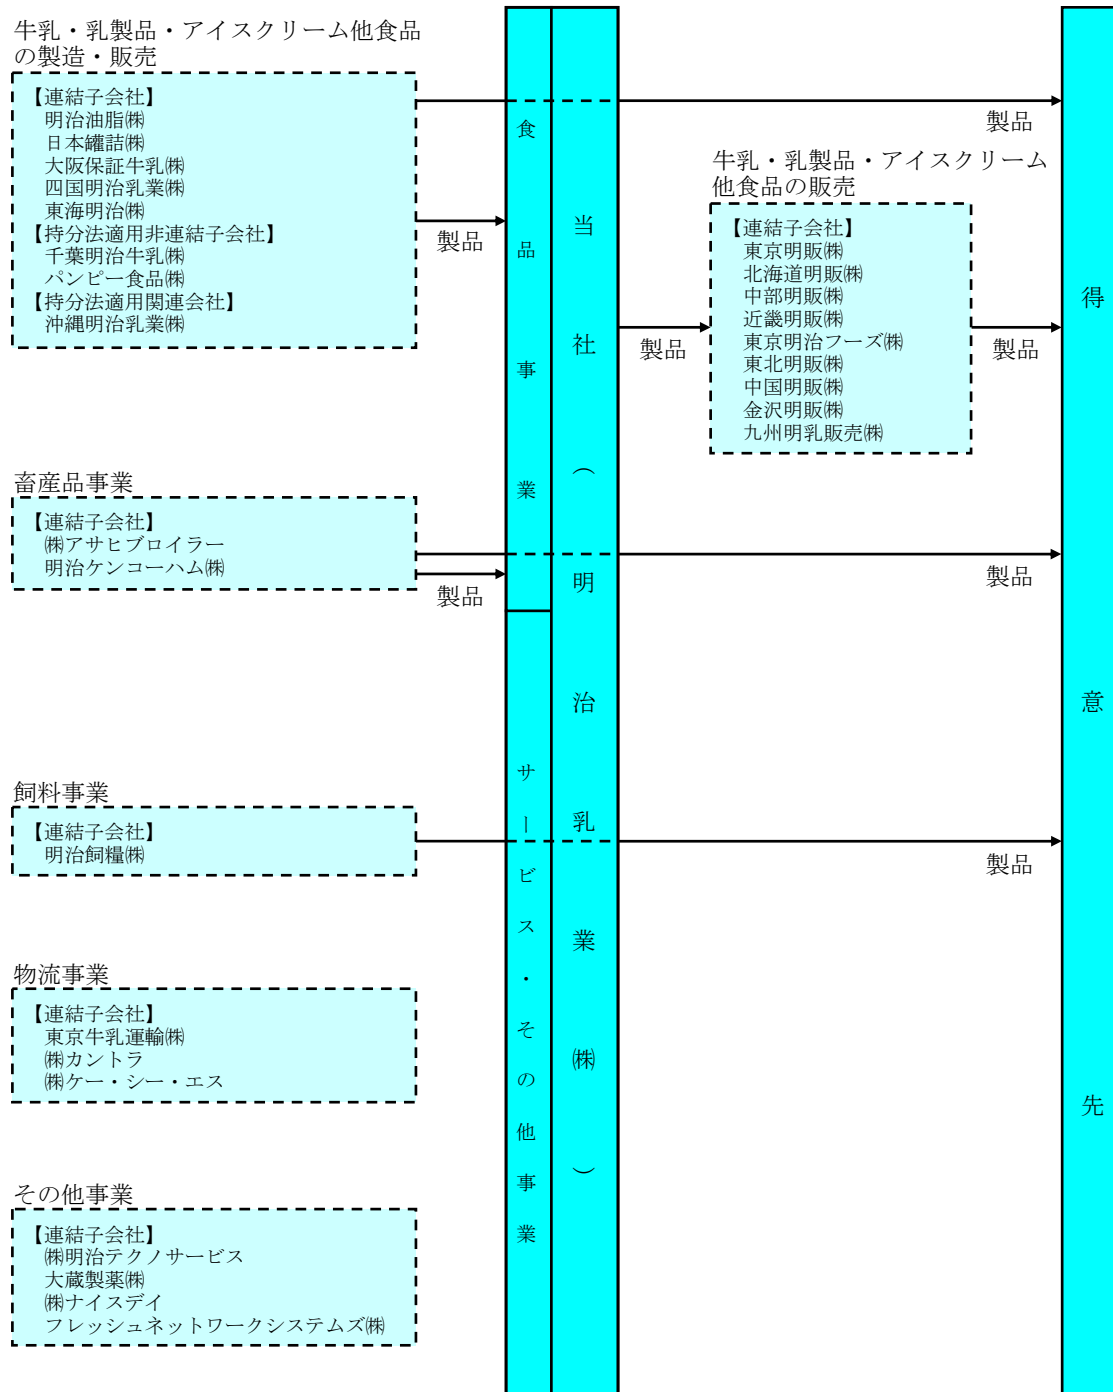 牛乳・乳製品・アイスクリーム他食品
の製造・販売
【連結子会社】
明治油脂㈱
日本罐詰㈱
大阪保証牛乳㈱
四国明治乳業㈱
東海明治㈱
【持分法適用非連結子会社】
千葉明治牛乳㈱
パンピー食品㈱
【持分法適用関連会社】
沖縄明治乳業㈱
製品
製品
牛乳・乳製品・アイスクリーム
他食品の販売
【連結子会社】
東京明販㈱
北海道明販㈱
中部明販㈱
近畿明販㈱
東京明治フーズ㈱
東北明販㈱
中国明販㈱
金沢明販㈱
九州明乳販売㈱
製品
製品
畜産品事業
【連結子会社】
㈱アサヒブロイラー
明治ケンコーハム㈱
製品
製品
飼料事業
【連結子会社】
明治飼糧㈱
製品
物流事業
【連結子会社】
東京牛乳運輸㈱
㈱カントラ
㈱ケー・シー・エス
その他事業
【連結子会社】
㈱明治テクノサービス
大蔵製薬㈱
㈱ナイスデイ
フレッシュネットワークシステムズ㈱
食品事業
サービス・その他事業
当社（明治乳業㈱）
得意先